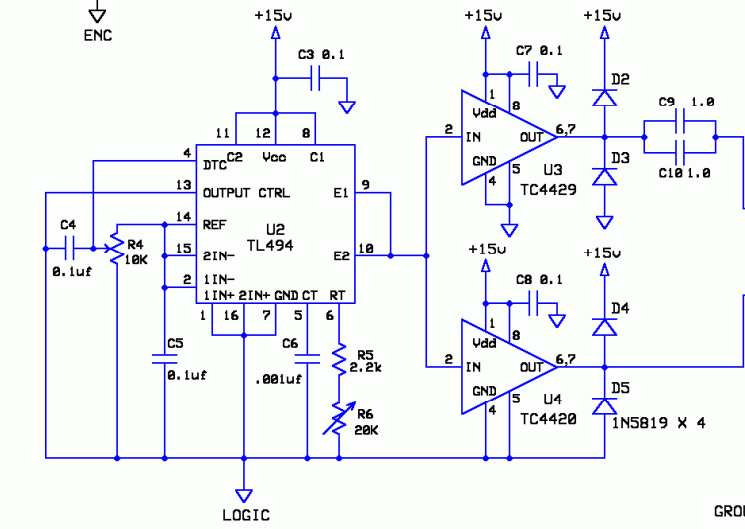 ENC
+15v
+15v
+15v
C3 0.1
C7 0.1
D2
11 12 8
C2 Vcc C1
4
DTC
13
OUTPUT CTRL
E1 9
14
REF
U2
TL494
15
2IN-
E2 10
2
1IN-
1IN+ 2IN+ GND CT RT
1 16 7 5 6
C4
0.1uf
R4
10K
C5
0.1uf
C6
.001uf
R5
2.2k
R6
20K
LOGIC
1
8
Vdd
2
IN
OUT
6,7
GND
4
5
U3
TC4429
D3
C9 1.0
C10 1.0
+15v
+15v
C8 0.1
D4
1
8
Vdd
2
IN
OUT
6,7
GND
4
5
U4
TC4420
D5
1N5819 X 4
GROU